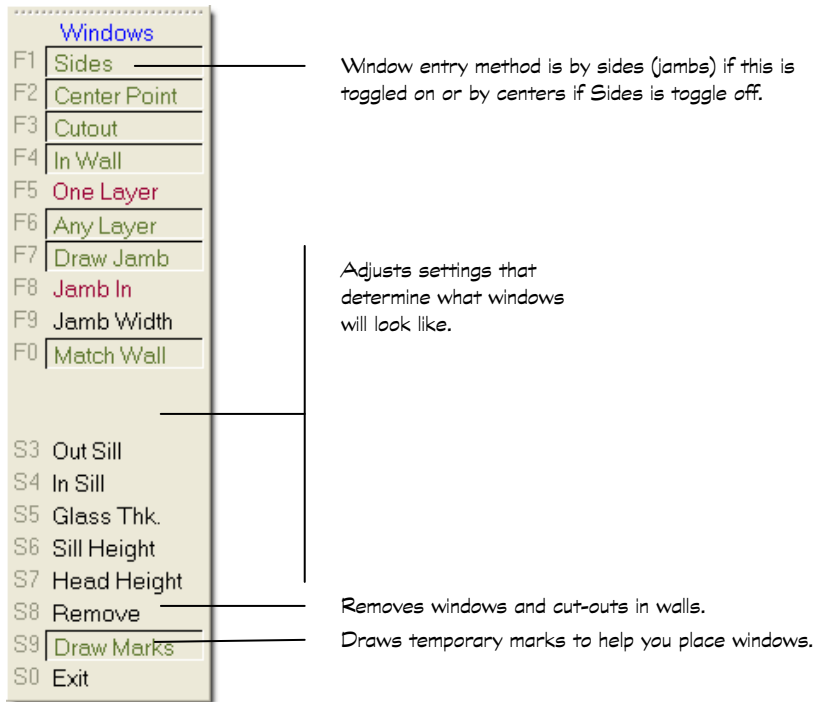 Windows
F1 Sides
F2 Center Point
F3 Cutout
F4 In Wall
F5 One Layer
F6 Any Layer
F7 Draw Jamb
F8 Jamb In
F9 Jamb Width
F0 Match Wall
S3 Out Sill
S4 In Sill
S5 Glass Thk.
S6 Sill Height
S7 Head Height
S8 Remove
S9 Draw Marks
S0 Exit
Window entry method is by sides (jambs) if this is
toggled on or by centers if Sides is toggle off.
Adjusts settings that
determine what windows
will look like.
Removes windows and cut-outs in walls.
Draws temporary marks to help you place windows.